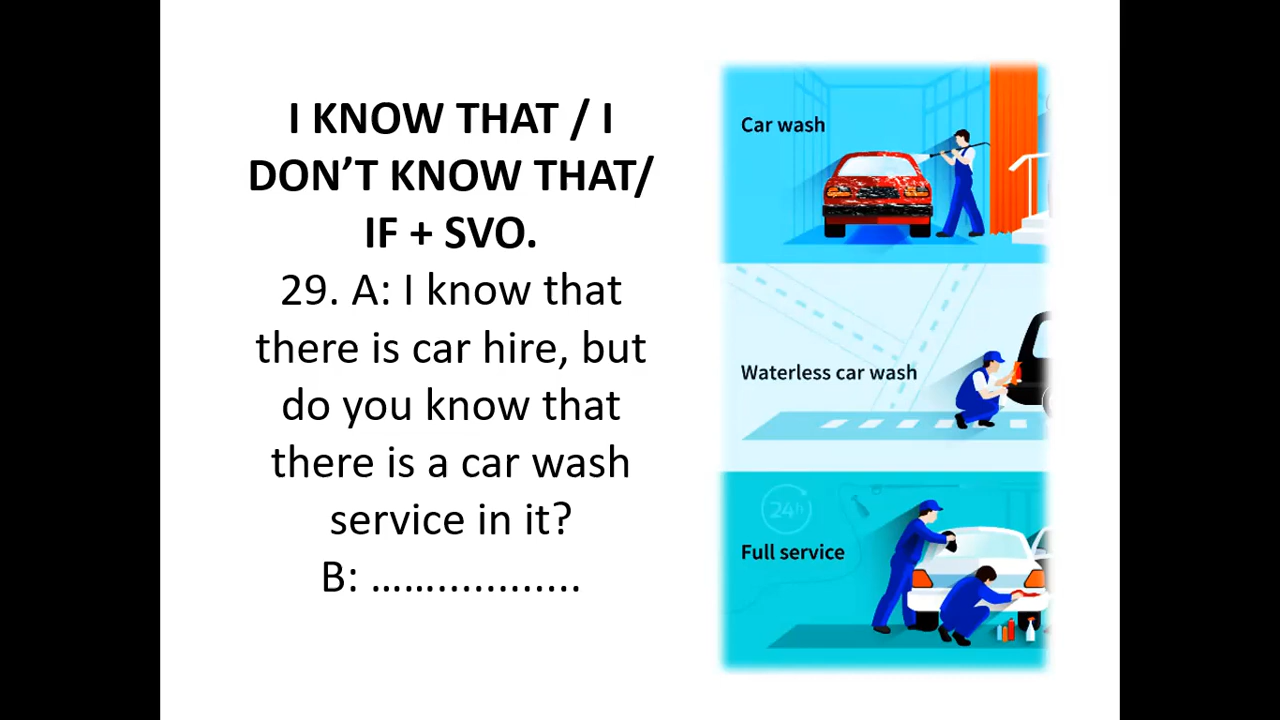 I KNOW THAT / I
DON’T KNOW THAT/
IF + SVO.
29. A: I know that
there is car hire, but
do you know that
there is a car wash
service in it?
B: ……...........
Car wash
Waterless car wash
24h
Full service